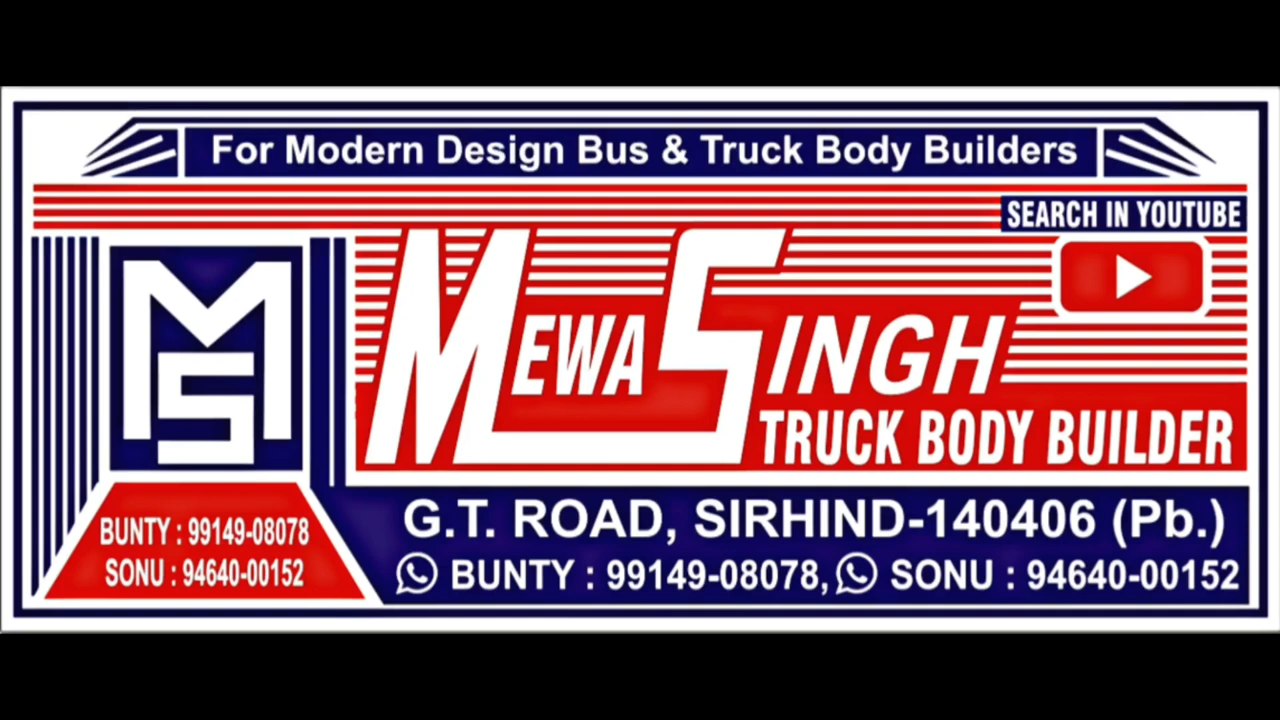 For Modern Design Bus & Truck Body Builders
SEARCH IN YOUTUBE
MS
MEWA SINGH
TRUCK BODY BUILDER
BUNTY : 99149-08078
SONU : 94640-00152
G.T. ROAD, SIRHIND-140406 (Pb.)
BUNTY : 99149-08078, SONU : 94640-00152